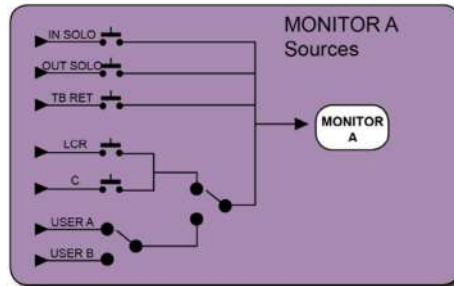 MONITOR A
Sources
IN SOLO
OUT SOLO
TB RET
MONITOR
A
LCR
C
USER A
USER B